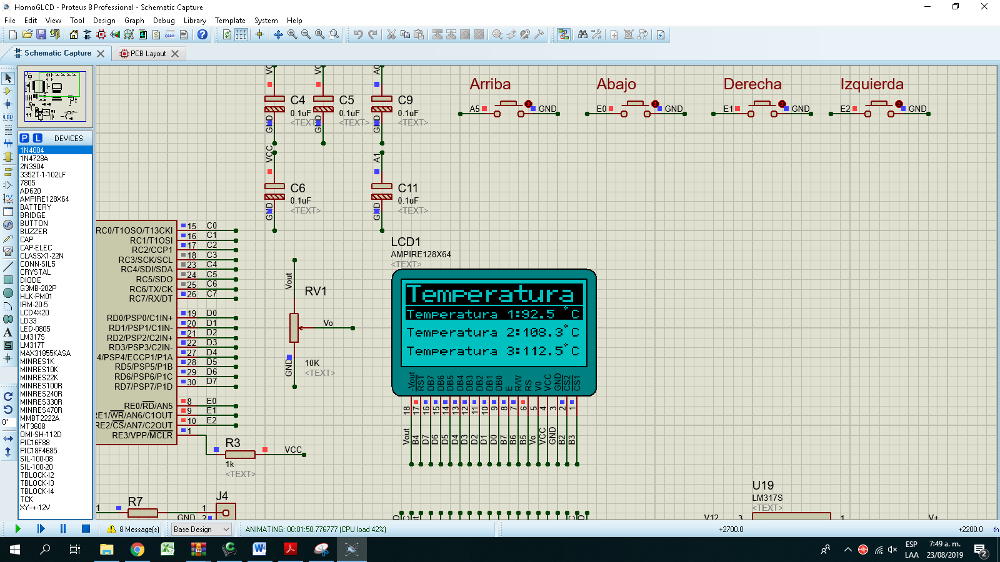 HornoGLCD - Proteus 8 Professional - Schematic Capture
File Edit View Tool Design Graph Debug Library Template System Help
Schematic Capture
PCB Layout
P L DEVICES
1N4004
1N4728A
2N3904
3352T-1-102LF
7805
AD620
AMPIRE128X64
BATTERY
BRIDGE
BUTTON
BUZZER
CAP
CAP-ELEC
CLASSX1-22N
CONN-SIL5
CRYSTAL
DIODE
G3MB-202P
HLK-PM01
IRM-20-5
LCD4X20
LD33
LED-0805
LM317S
LM317T
MAX31855KASA
MINRES1K
MINRES10K
MINRES22K
MINRES100R
MINRES240R
MINRES330R
MINRES470R
MMBT2222A
MT3608
OMI-SH-112D
PIC16F88
PIC18F4685
SIL-100-08
SIL-100-20
TBLOCK-I2
TBLOCK-I3
TBLOCK-I4
TCK
XY--+-12V
LBL
A
S
0°
A0
C4
0.1uF
<TEXT>
GND
C5
0.1uF
<TEXT>
GND
C9
0.1uF
<TEXT>
GND
VCC
C6
0.1uF
<TEXT>
GND
A1
C11
0.1uF
<TEXT>
GND
Arriba Abajo Derecha Izquierda
A5 GND E0 GND E1 GND E2 GND
RC0/T1OSO/T13CKI 15 C0
RC1/T1OSI 16 C1
RC2/CCP1 17 C2
RC3/SCK/SCL 18 C3
RC4/SDI/SDA 23 C4
RC5/SDO 24 C5
RC6/TX/CK 25 C6
RC7/RX/DT 26 C7
RD0/PSP0/C1IN+ 19 D0
RD1/PSP1/C1IN- 20 D1
RD2/PSP2/C2IN+ 21 D2
RD3/PSP3/C2IN- 22 D3
4/PSP4/ECCP1/P1A 27 D4
RD5/PSP5/P1B 28 D5
RD6/PSP6/P1C 29 D6
RD7/PSP7/P1D 30 D7
RE0/RD/AN5 8 E0
RE1/WR/AN6/C1OUT 9 E1
RE2/CS/AN7/C2OUT 10 E2
RE3/VPP/MCLR 1
R3
VCC
1k
<TEXT>
Vout
RV1
Vo
GND
10K
<TEXT>
LCD1
AMPIRE128X64
<TEXT>
Temperatura
Temperatura 1:92.5 °C
Temperatura 2:108.3°C
Temperatura 3:112.5°C
-Vout RST DB7 DB6 DB5 DB4 DB3 DB2 DB1 DB0 E R/W RS V0 VCC GND CS2 CS1
18 17 16 15 14 13 12 11 10 9 8 7 6 5 4 3 2 1
Vout B4 D7 D6 D5 D4 D3 D2 D1 D0 B7 B6 B5 Vo VCC GND B2 B3
R7
J4
1
1
GND 2
U19
LM317S
<TEXT>
V12 3 1 V+
8 Message(s)
Base Design
ANIMATING: 00:01:50.776777 (CPU load 42%)
+2700.0
+2200.0
th
ESP
LAA
7:49 a. m.
23/08/2019
2